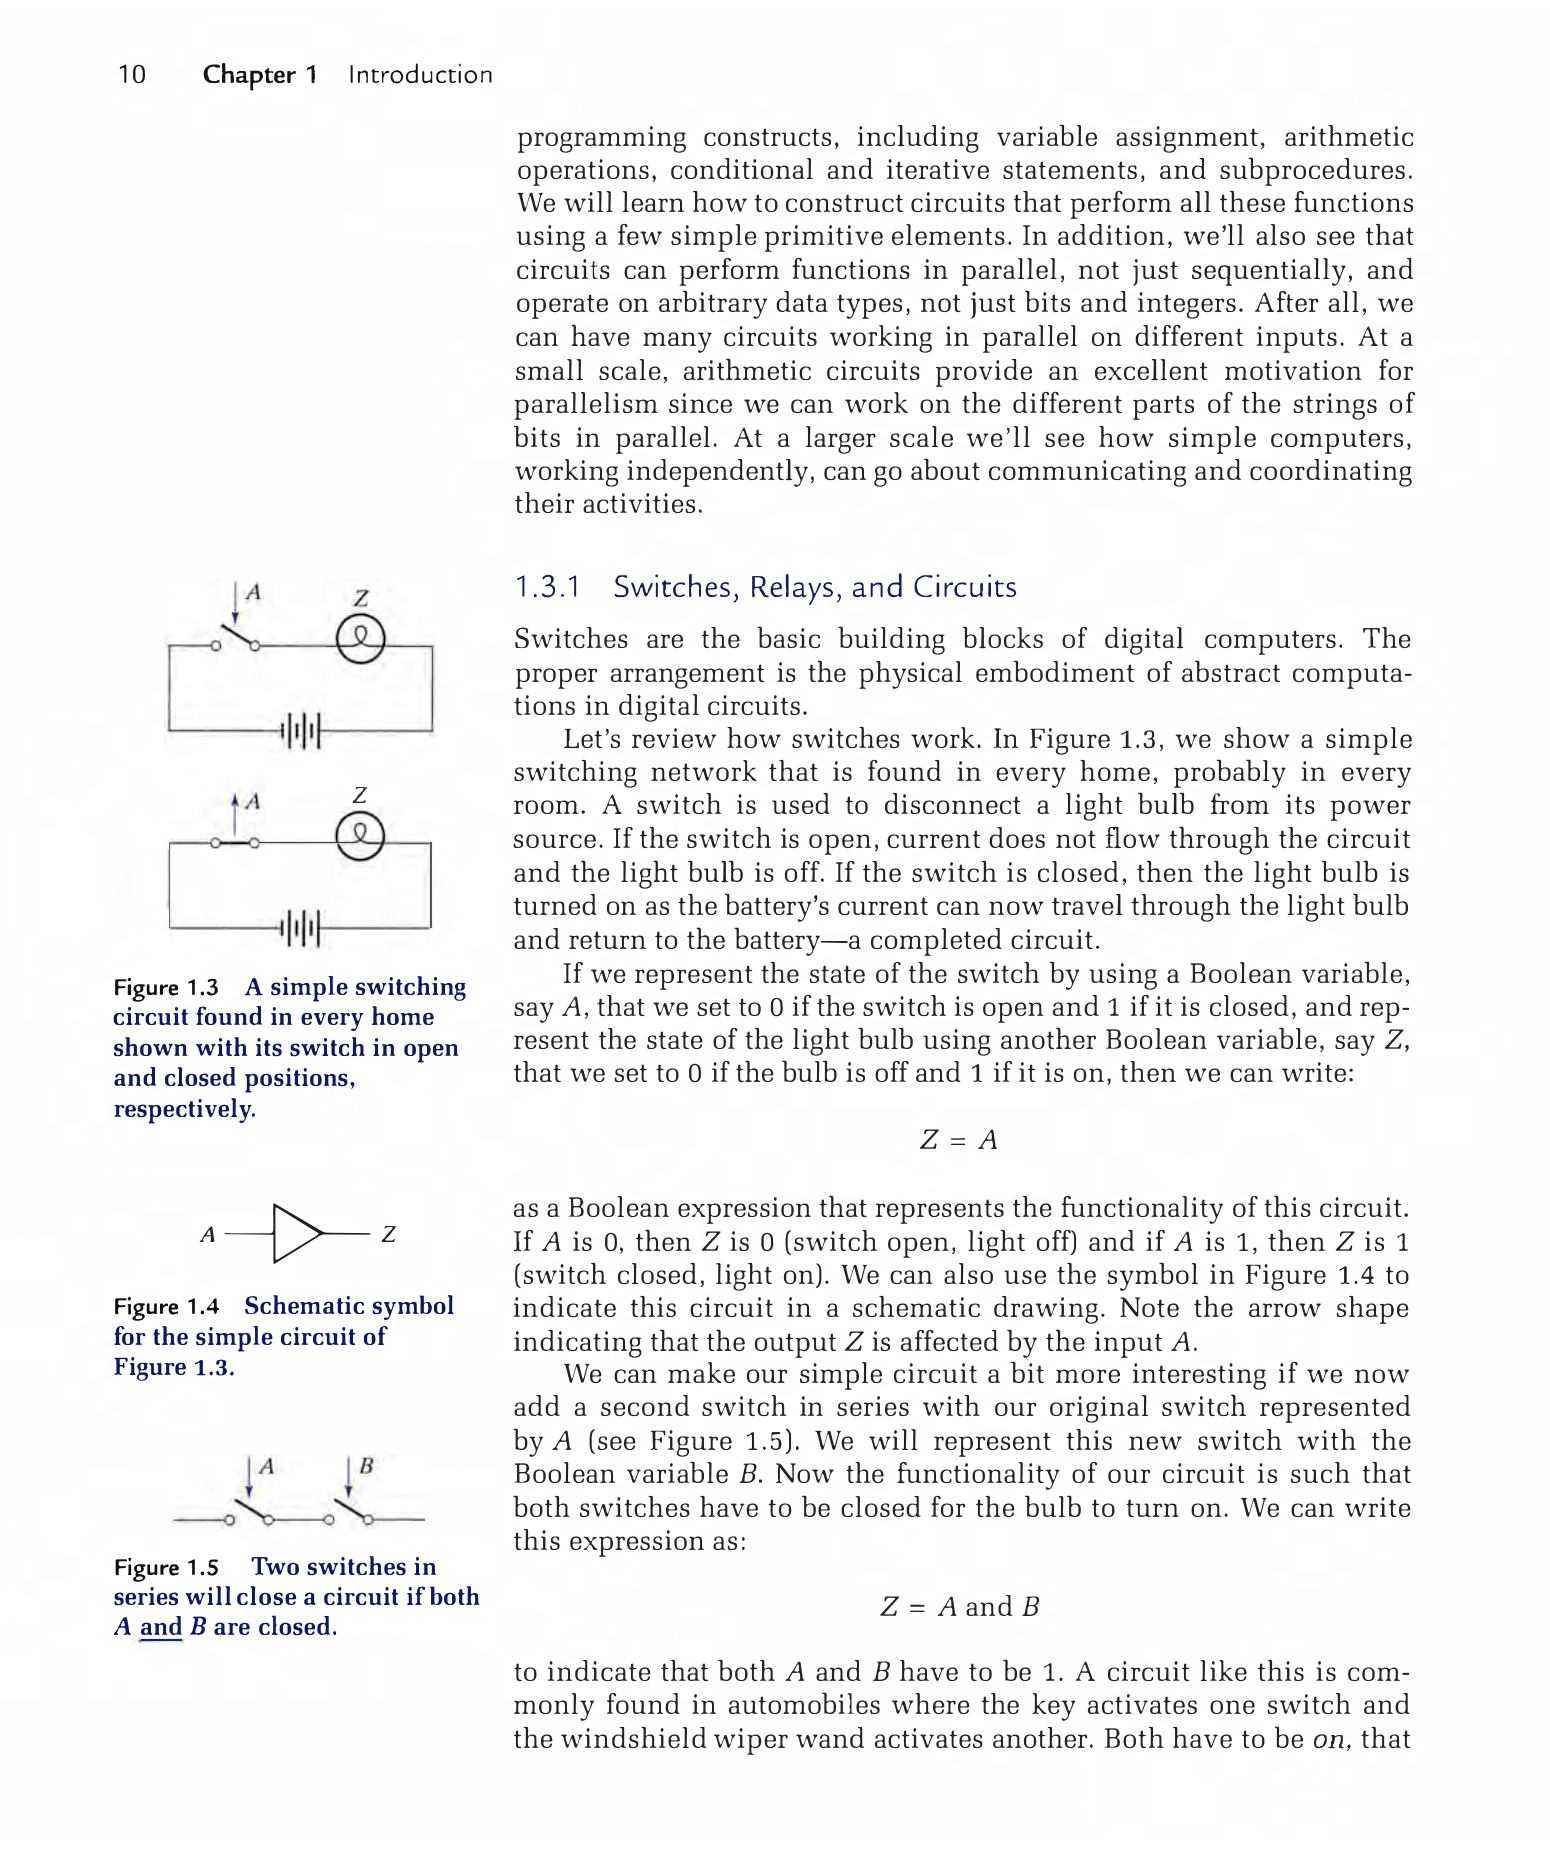 10 Chapter 1 Introduction
programming constructs, including variable assignment, arithmetic
operations, conditional and iterative statements, and subprocedures.
We will learn how to construct circuits that perform all these functions
using a few simple primitive elements. In addition, we'll also see that
circuits can perform functions in parallel, not just sequentially, and
operate on arbitrary data types, not just bits and integers. After all, we
can have many circuits working in parallel on different inputs. At a
small scale, arithmetic circuits provide an excellent motivation for
parallelism since we can work on the different parts of the strings of
bits in parallel. At a larger scale we'll see how simple computers,
working independently, can go about communicating and coordinating
their activities.
A Z
A Z
Figure 1.3 A simple switching
circuit found in every home
shown with its switch in open
and closed positions,
respectively.
A Z
Figure 1.4 Schematic symbol
for the simple circuit of
Figure 1.3.
A B
Figure 1.5 Two switches in
series will close a circuit if both
A and B are closed.
1.3.1 Switches, Relays, and Circuits
Switches are the basic building blocks of digital computers. The
proper arrangement is the physical embodiment of abstract computa-
tions in digital circuits.
Let's review how switches work. In Figure 1.3, we show a simple
switching network that is found in every home, probably in every
room. A switch is used to disconnect a light bulb from its power
source. If the switch is open, current does not flow through the circuit
and the light bulb is off. If the switch is closed, then the light bulb is
turned on as the battery's current can now travel through the light bulb
and return to the battery—a completed circuit.
If we represent the state of the switch by using a Boolean variable,
say A, that we set to 0 if the switch is open and 1 if it is closed, and rep-
resent the state of the light bulb using another Boolean variable, say Z,
that we set to 0 if the bulb is off and 1 if it is on, then we can write:
Z = A
as a Boolean expression that represents the functionality of this circuit.
If A is 0, then Z is 0 (switch open, light off) and if A is 1, then Z is 1
(switch closed, light on). We can also use the symbol in Figure 1.4 to
indicate this circuit in a schematic drawing. Note the arrow shape
indicating that the output Z is affected by the input A.
We can make our simple circuit a bit more interesting if we now
add a second switch in series with our original switch represented
by A (see Figure 1.5). We will represent this new switch with the
Boolean variable B. Now the functionality of our circuit is such that
both switches have to be closed for the bulb to turn on. We can write
this expression as:
Z = A and B
to indicate that both A and B have to be 1. A circuit like this is com-
monly found in automobiles where the key activates one switch and
the windshield wiper wand activates another. Both have to be on, that